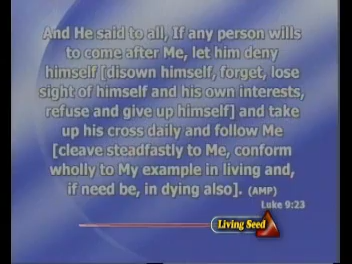 And He said to all, If any person wills
to come after Me, let him deny
himself [disown himself, forget, lose
sight of himself and his own interests,
refuse and give up himself] and take
up his cross daily and follow Me
[cleave steadfastly to Me, conform
wholly to My example in living and,
if need be, in dying also]. (AMP)
Luke 9:23
Living Seed